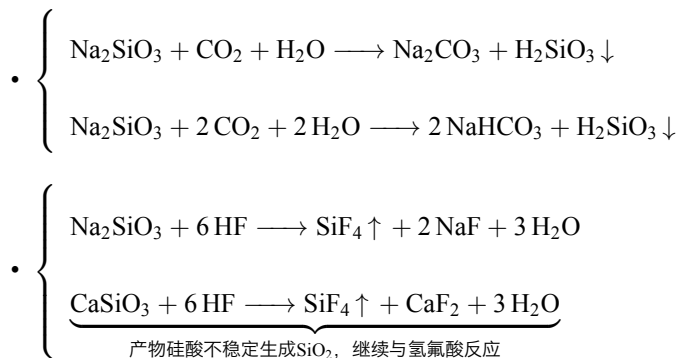 • Na₂SiO₃ + CO₂ + H₂O ⟶ Na₂CO₃ + H₂SiO₃↓
Na₂SiO₃ + 2 CO₂ + 2 H₂O ⟶ 2 NaHCO₃ + H₂SiO₃↓
• Na₂SiO₃ + 6 HF ⟶ SiF₄↑ + 2 NaF + 3 H₂O
CaSiO₃ + 6 HF ⟶ SiF₄↑ + CaF₂ + 3 H₂O
产物硅酸不稳定生成SiO₂，继续与氢氟酸反应